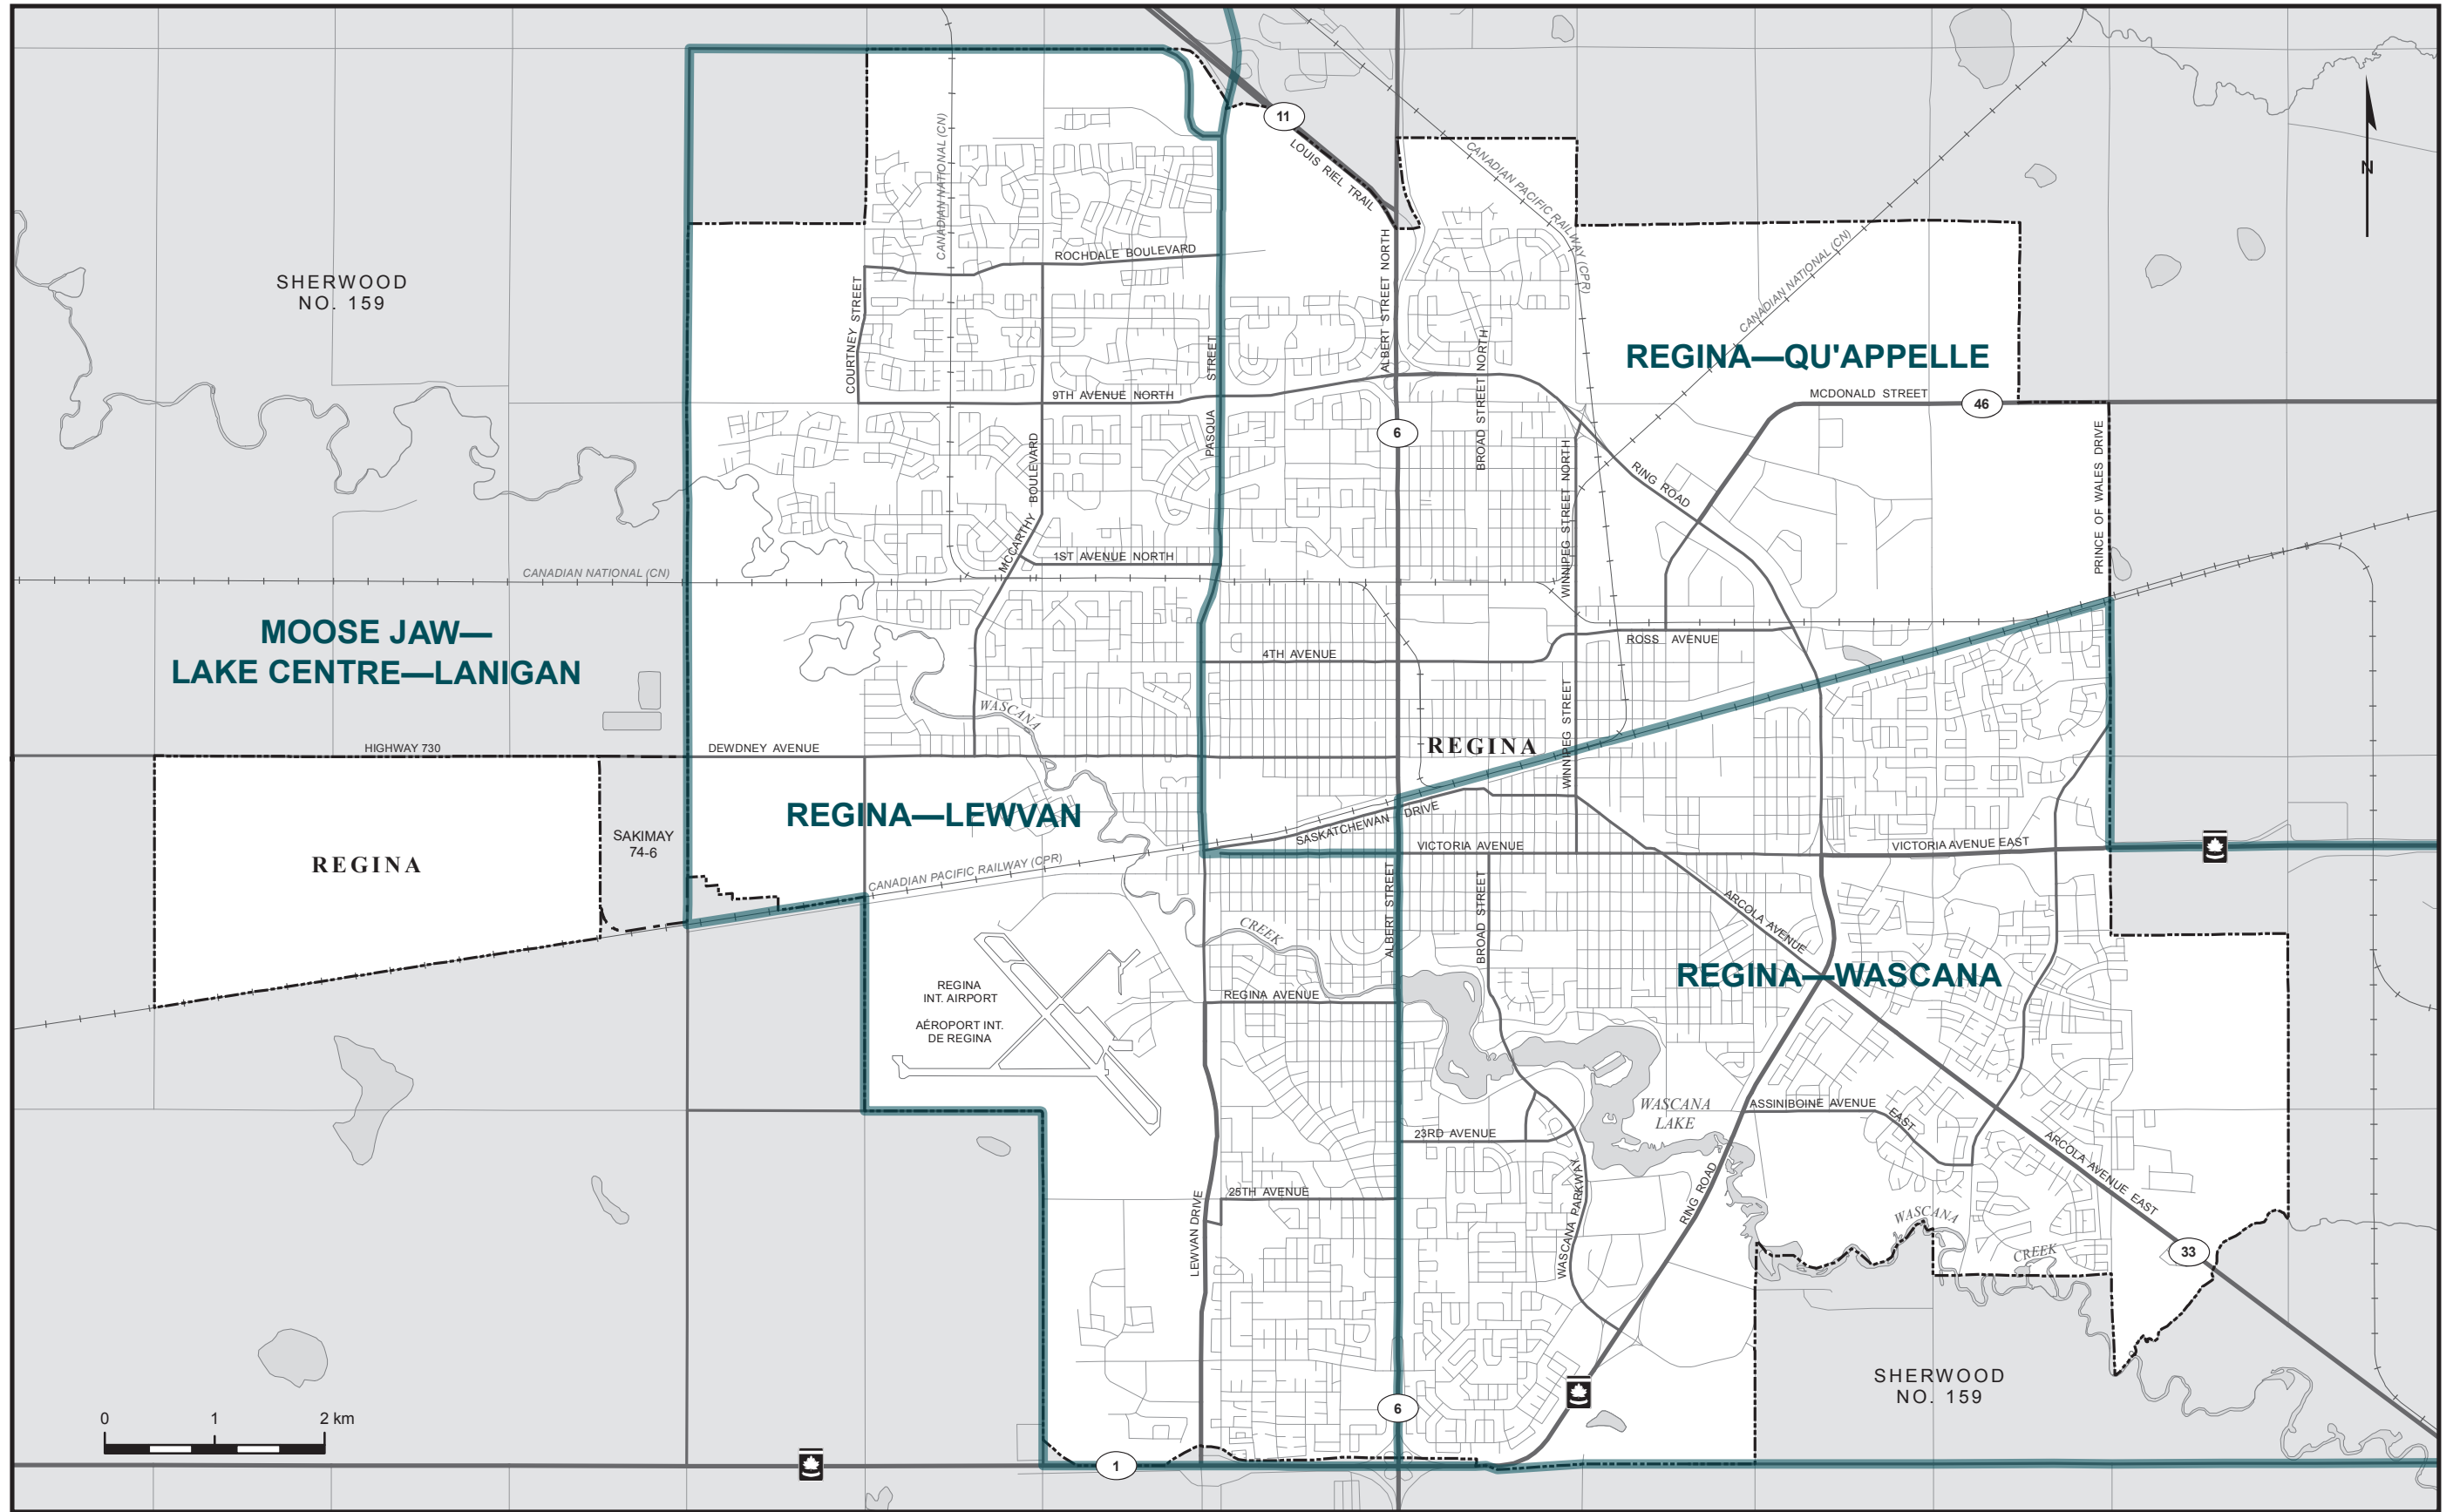 11
LOUIS RIEL TRAIL
CANADIAN PACIFIC RAILWAY (CPR)
CANADIAN NATIONAL (CN)
N
CANADIAN NATIONAL (CN)
ROCHDALE BOULEVARD
SHERWOOD
NO. 159
COURTNEY STREET
ALBERT STREET NORTH
PASQUA STREET
BROAD STREET NORTH
REGINA—QU'APPELLE
9TH AVENUE NORTH
MCDONALD STREET
46
6
MCCARTHY BOULEVARD
WINNIPEG STREET NORTH
RING ROAD
PRINCE OF WALES DRIVE
1ST AVENUE NORTH
CANADIAN NATIONAL (CN)
MOOSE JAW—
LAKE CENTRE—LANIGAN
ROSS AVENUE
4TH AVENUE
WASCANA
WINNIPEG STREET
HIGHWAY 730
DEWDNEY AVENUE
REGINA
REGINA—LEWVAN
SASKATCHEWAN DRIVE
SAKIMAY
74-6
REGINA
VICTORIA AVENUE
VICTORIA AVENUE EAST
CANADIAN PACIFIC RAILWAY (CPR)
ALBERT STREET
BROAD STREET
ARCOLA AVENUE
CREEK
REGINA—WASCANA
REGINA
INT. AIRPORT
AÉROPORT INT.
DE REGINA
REGINA AVENUE
WASCANA
LAKE
ASSINIBOINE AVENUE EAST
23RD AVENUE
ARCOLA AVENUE EAST
25TH AVENUE
LEWVAN DRIVE
WASCANA PARKWAY
RING ROAD
WASCANA
CREEK
33
SHERWOOD
NO. 159
6
0 1 2 km
1